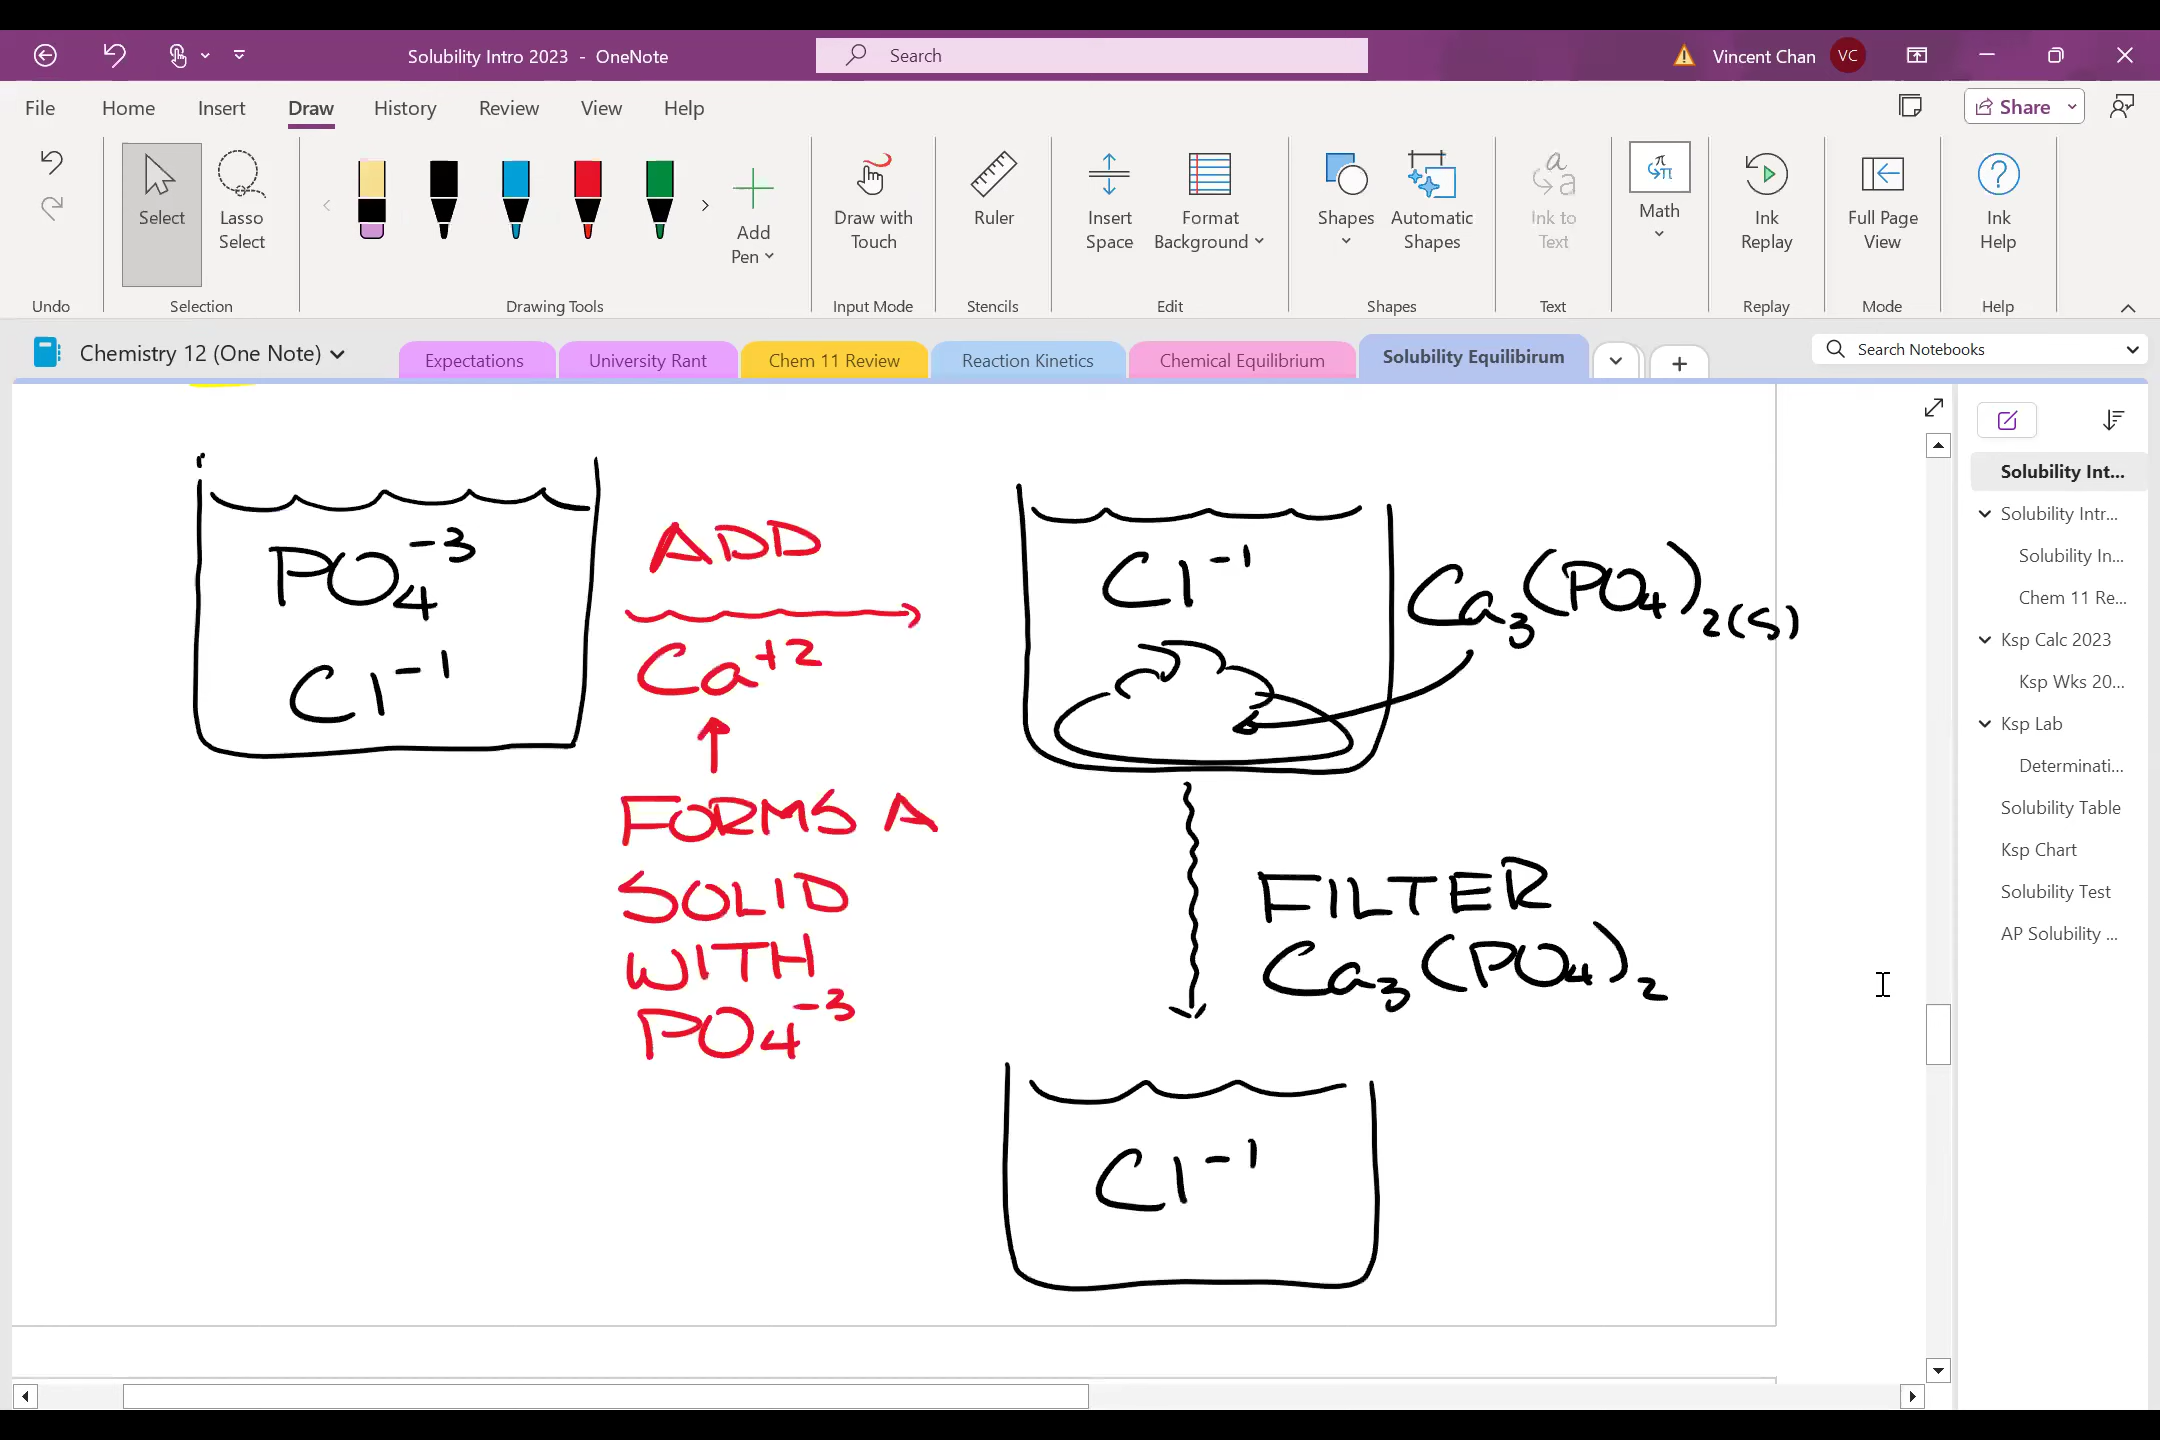 Solubility Intro 2023 - OneNote
Search
Vincent Chan
VC
File Home Insert Draw History Review View Help
Share
Select
Lasso Select
Add Pen
Draw with Touch
Ruler
Insert Space
Format Background
Shapes
Automatic Shapes
Ink to Text
Math
Ink Replay
Full Page View
Ink Help
Undo Selection Drawing Tools Input Mode Stencils Edit Shapes Text Replay Mode Help
Chemistry 12 (One Note)
Expectations University Rant Chem 11 Review Reaction Kinetics Chemical Equilibrium Solubility Equilibirum
Search Notebooks
PO₄⁻³
Cl⁻¹
ADD
Ca⁺²
FORMS A
SOLID
WITH
PO₄⁻³
Cl⁻¹
Ca₃(PO₄)₂(s)
FILTER
Ca₃(PO₄)₂
Cl⁻¹
Solubility Int...
Solubility Intr...
Solubility In...
Chem 11 Re...
Ksp Calc 2023
Ksp Wks 20...
Ksp Lab
Determinati...
Solubility Table
Ksp Chart
Solubility Test
AP Solubility ...